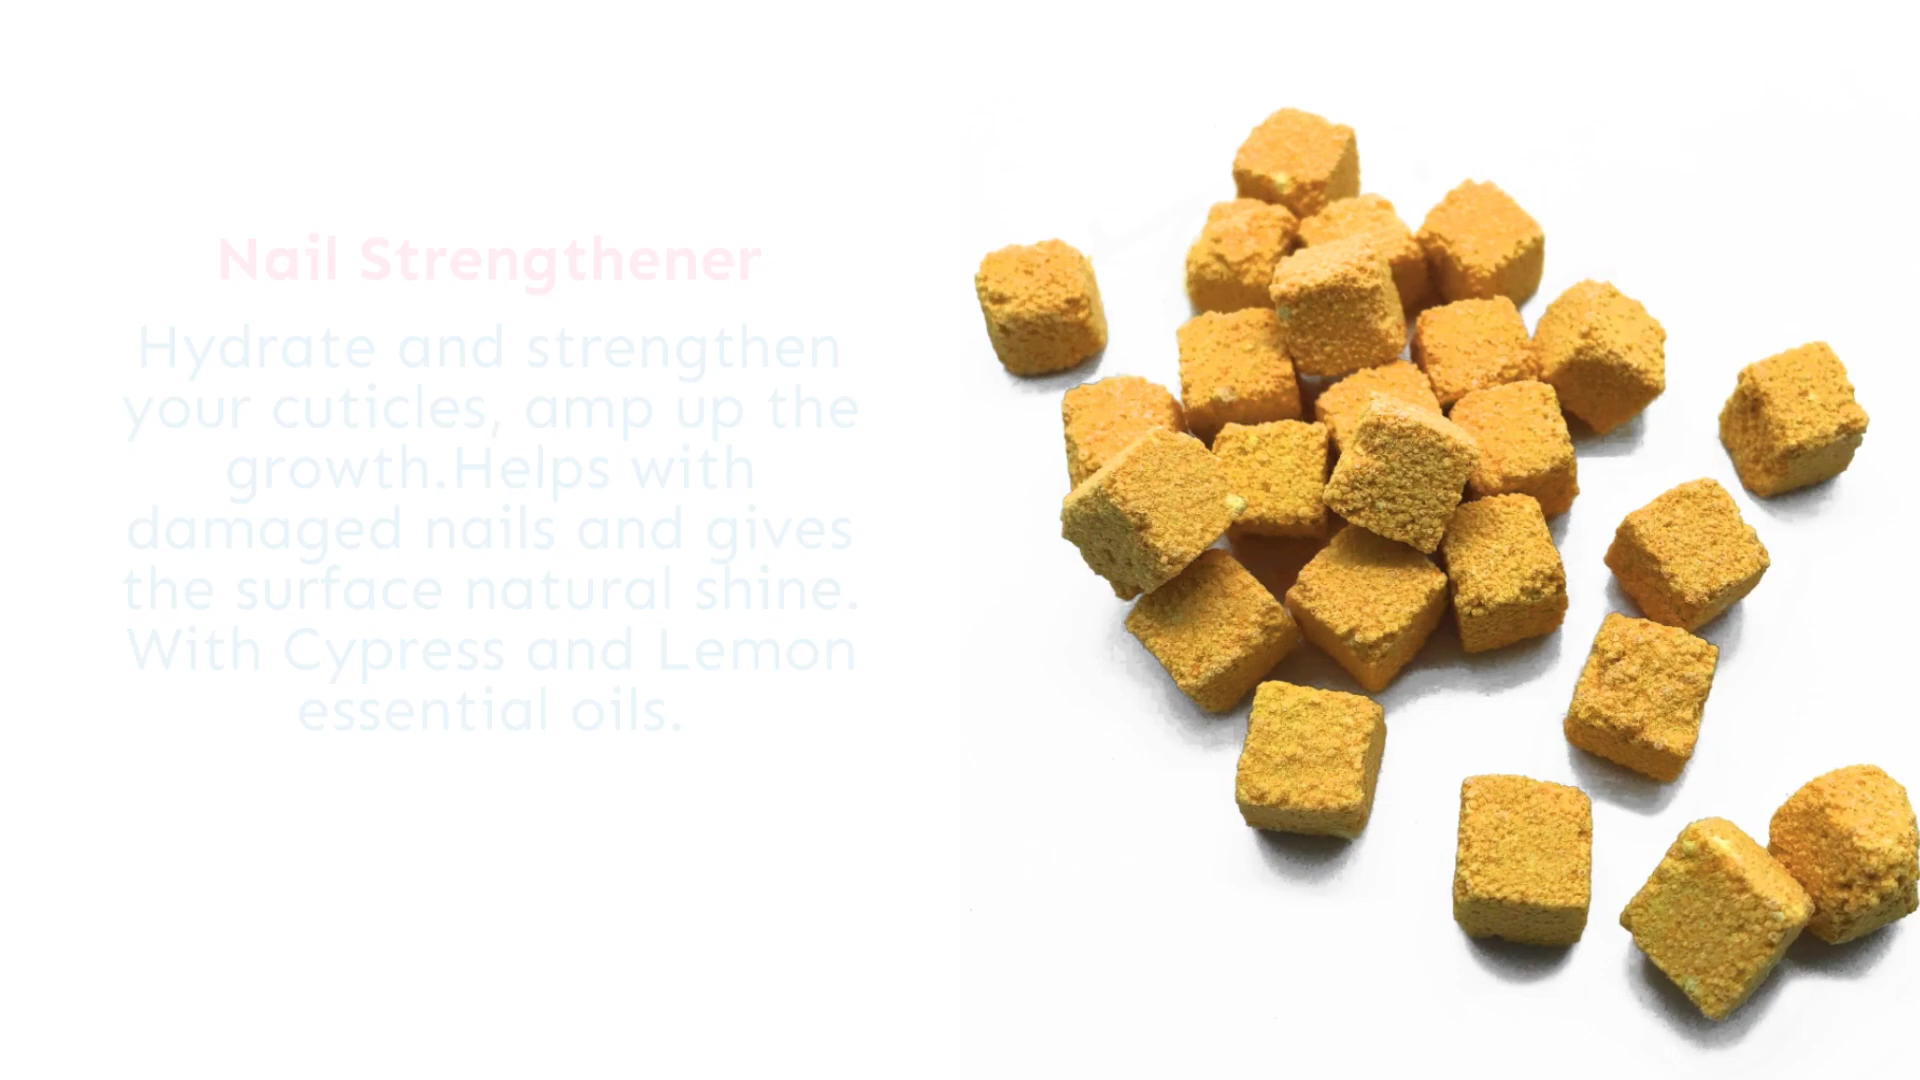 Nail Strengthener
Hydrate and strengthen
your cuticles, amp up the
growth.Helps with
damaged nails and gives
the surface natural shine.
With Cypress and Lemon
essential oils.